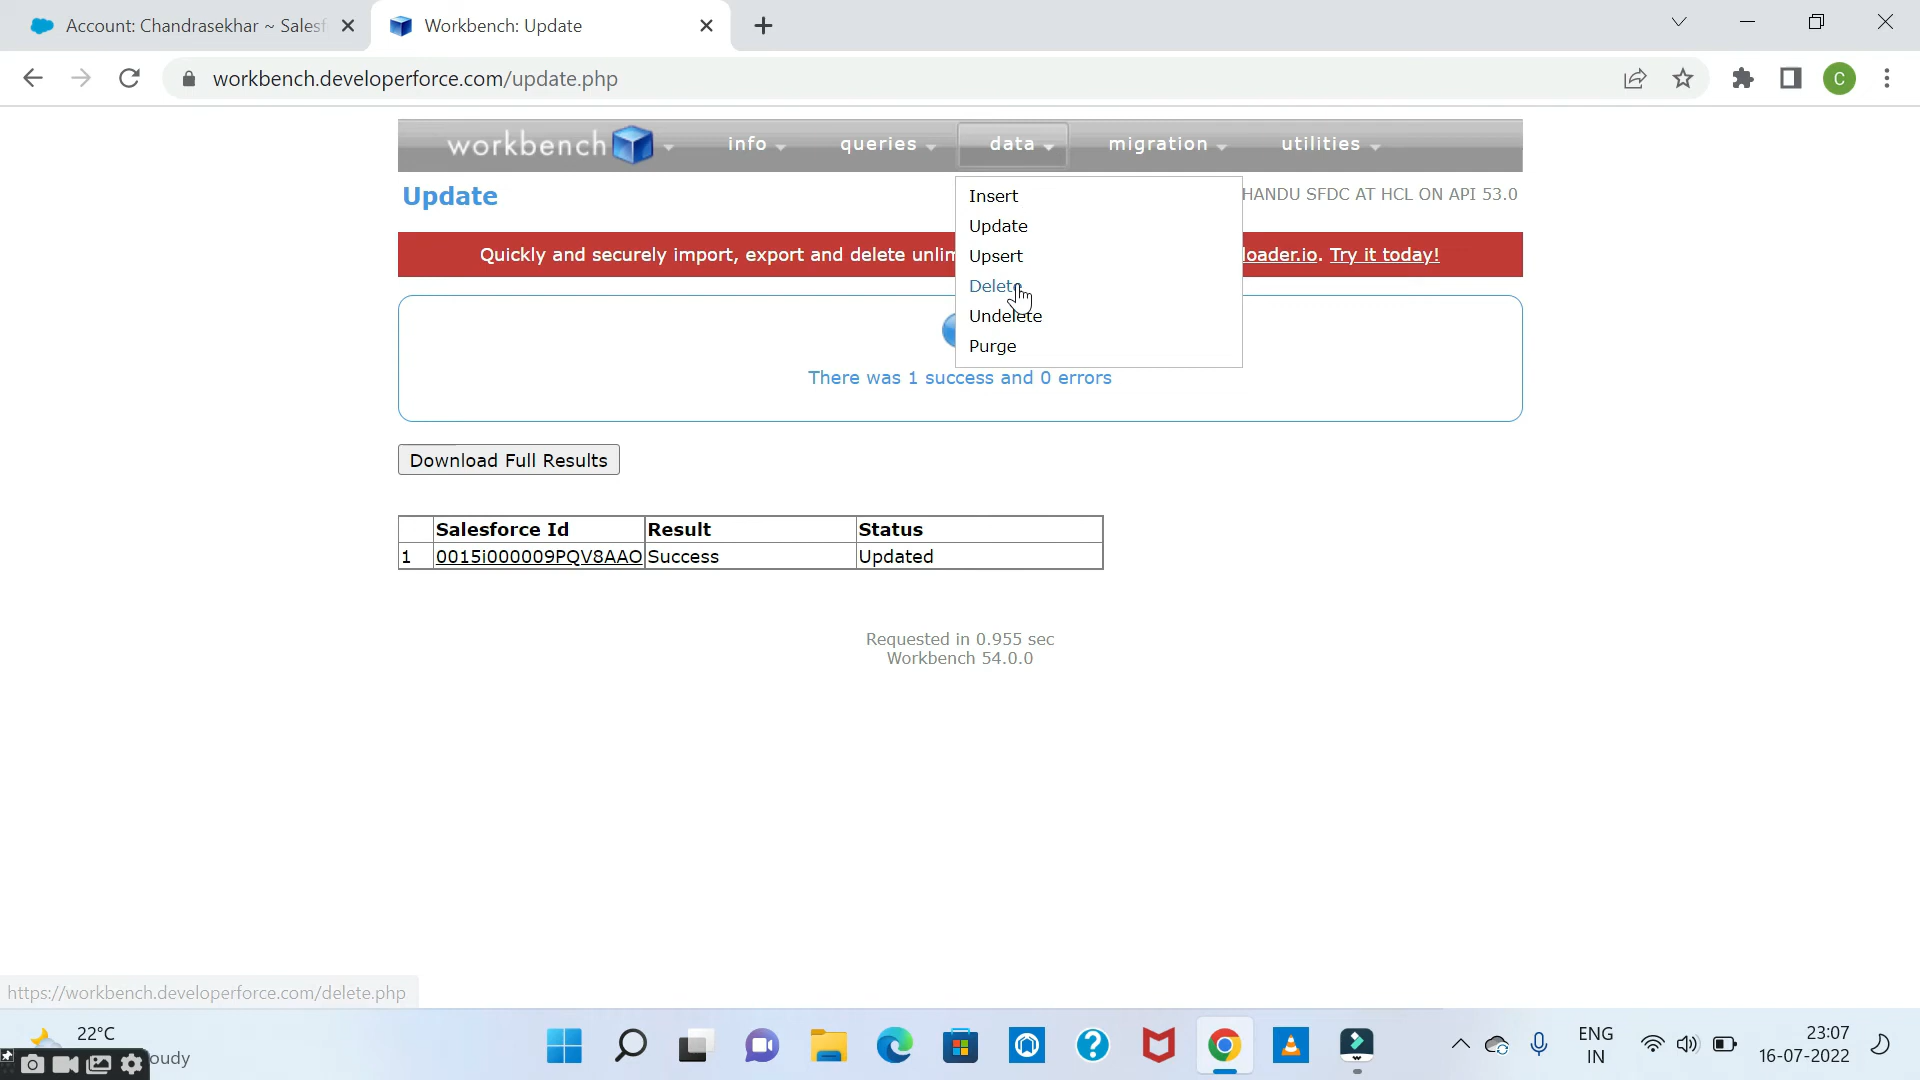 Account: Chandrasekhar ~ Salesf
Workbench: Update
workbench.developerforce.com/update.php
C
workbench
info
queries
data
migration
utilities
Update
HANDU SFDC AT HCL ON API 53.0
Insert
Update
Upsert
Delete
Undelete
Purge
Quickly and securely import, export and delete unlim
loader.io. Try it today!
There was 1 success and 0 errors
Download Full Results
Salesforce Id Result Status
1 0015i000009PQV8AAO Success Updated
Requested in 0.955 sec
Workbench 54.0.0
https://workbench.developerforce.com/delete.php
22°C
oudy
ENG
IN
23:07
16-07-2022